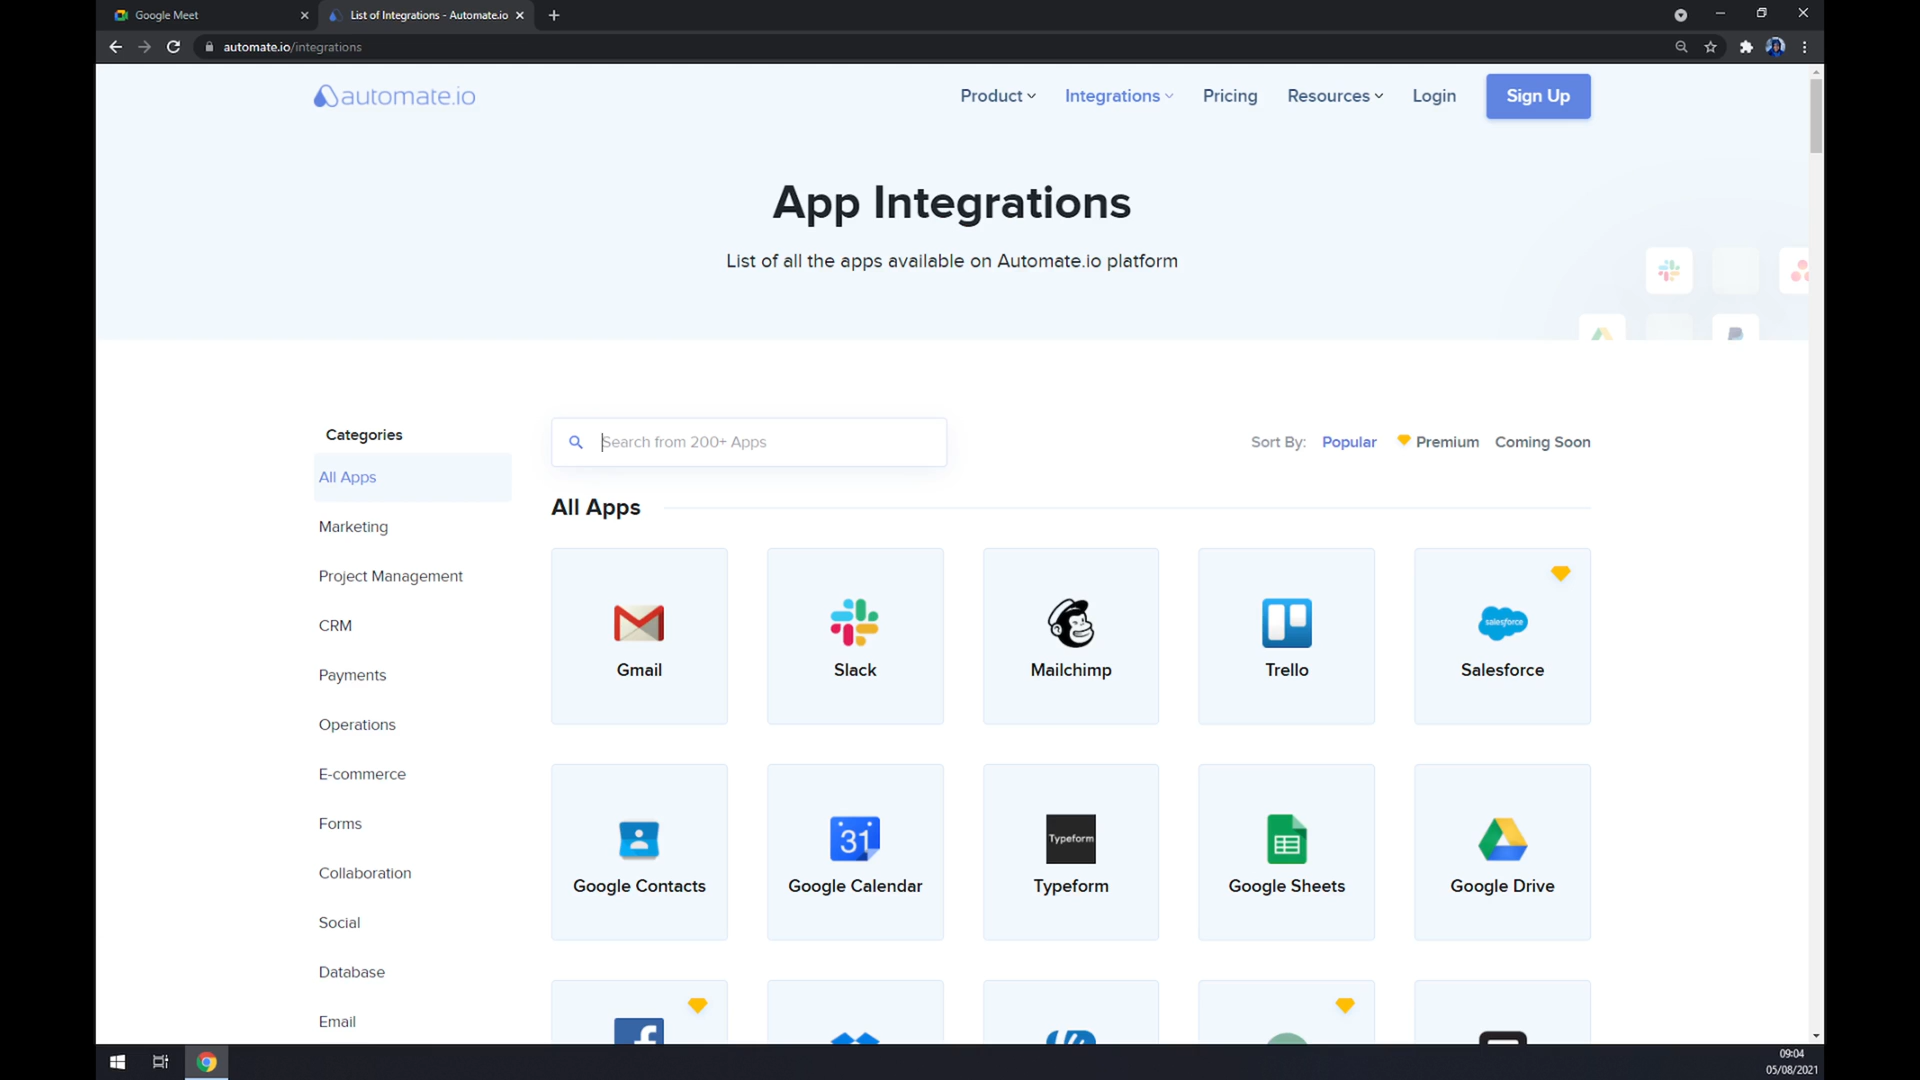 Google Meet
List of Integrations - Automate.io
automate.io/integrations
automate.io
Product
Integrations
Pricing
Resources
Login
Sign Up
App Integrations
List of all the apps available on Automate.io platform
Categories
All Apps
Marketing
Project Management
CRM
Payments
Operations
E-commerce
Forms
Collaboration
Social
Database
Email
Search from 200+ Apps
Sort By:
Popular
Premium
Coming Soon
All Apps
Gmail
Slack
Mailchimp
Trello
salesforce
Salesforce
Google Contacts
31
Google Calendar
Typeform
Typeform
Google Sheets
Google Drive
09:04
05/08/2021